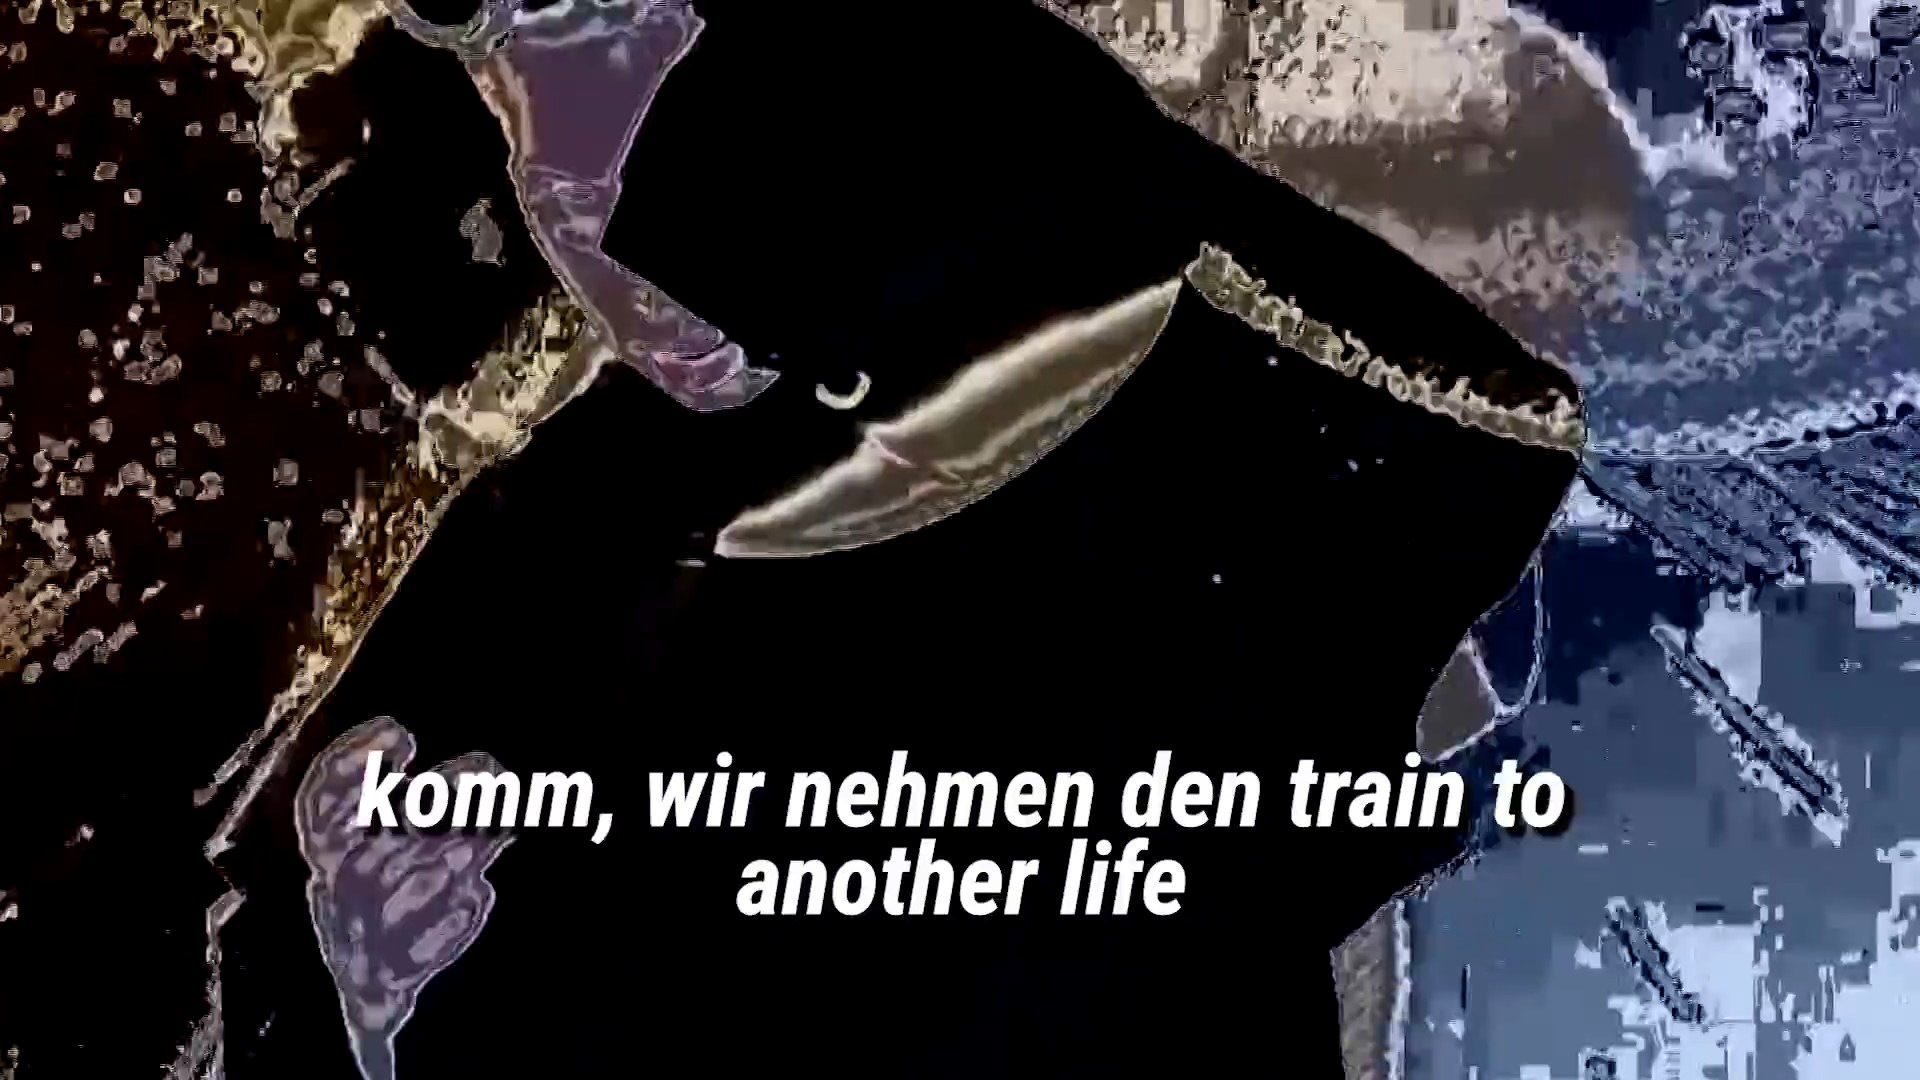 komm, wir nehmen den train to
another life